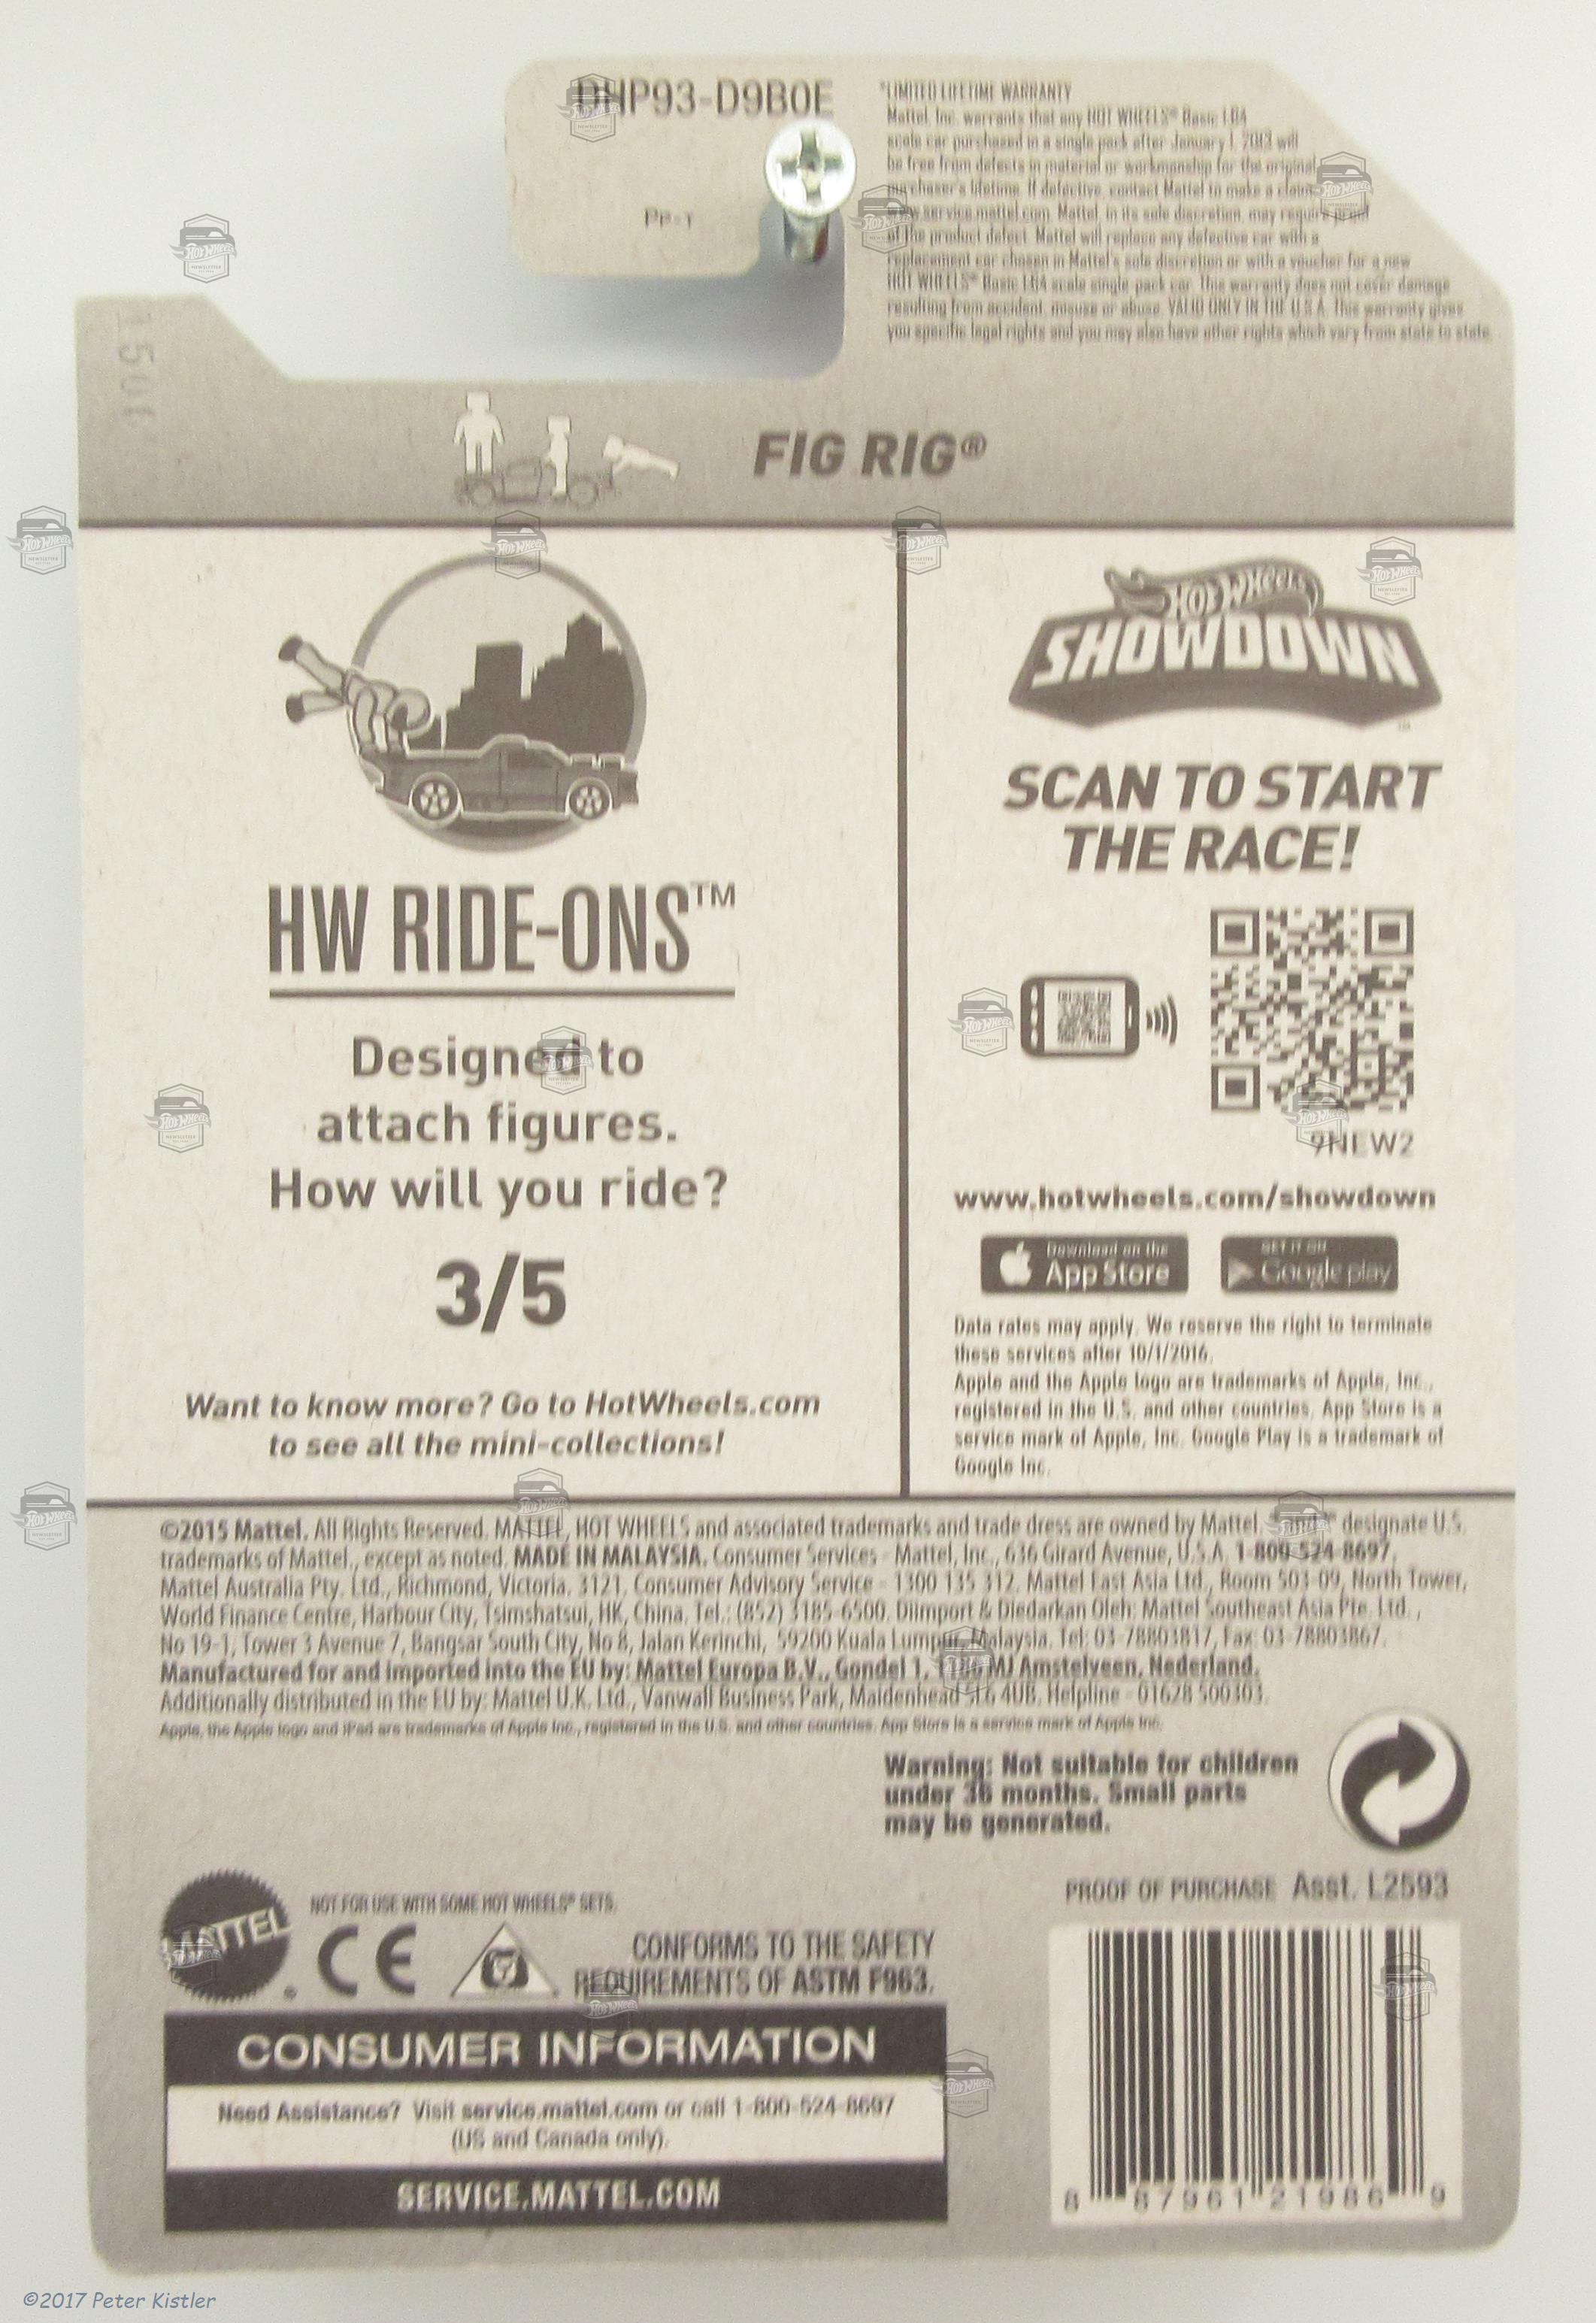 DHP93-D9B0E
Pp-1
*LIMITED LIFETIME WARRANTY
Mattel, Inc. warrants that any HOT WHEELS® Basic 1:64
scale car purchased in a single pack after January 1, 2013 will
be free from defects in material or workmanship for the original
purchaser's lifetime. If defective, contact Mattel to make a claim
www.service.mattel.com. Mattel, in its sole discretion, may require proof
of the product defect. Mattel will replace any defective car with a
replacement car chosen in Mattel's sole discretion or with a voucher for a new
HOT WHEELS® Basic 1:64 scale single pack car. This warranty does not cover damage
resulting from accident, misuse or abuse. VALID ONLY IN THE U.S.A. This warranty gives
you specific legal rights and you may also have other rights which vary from state to state.
FIG RIG®
HW RIDE-ONS™
Designed to
attach figures.
How will you ride?
3/5
Want to know more? Go to HotWheels.com
to see all the mini-collections!
HOT WHEELS
SHOWDOWN
SCAN TO START
THE RACE!
9NEW2
www.hotwheels.com/showdown
Download on the
App Store
GET IT ON
Google play
Data rates may apply. We reserve the right to terminate
these services after 10/1/2016.
Apple and the Apple logo are trademarks of Apple, Inc.,
registered in the U.S. and other countries. App Store is a
service mark of Apple, Inc. Google Play is a trademark of
Google Inc.
©2015 Mattel. All Rights Reserved. MATTEL, HOT WHEELS and associated trademarks and trade dress are owned by Mattel. designate U.S.
trademarks of Mattel., except as noted. MADE IN MALAYSIA. Consumer Services - Mattel, Inc., 636 Girard Avenue, U.S.A. 1-800-524-8697.
Mattel Australia Pty. Ltd., Richmond, Victoria. 3121. Consumer Advisory Service - 1300 135 312. Mattel East Asia Ltd., Room 503-09, North Tower,
World Finance Centre, Harbour City, Tsimshatsui, HK, China. Tel.: (852) 3185-6500. Diimport & Diedarkan Oleh: Mattel Southeast Asia Pte. Ltd.,
No 19-1, Tower 3 Avenue 7, Bangsar South City, No 8, Jalan Kerinchi, 59200 Kuala Lumpur, Malaysia. Tel: 03-78803817, Fax: 03-78803867.
Manufactured for and imported into the EU by: Mattel Europa B.V., Gondel 1, 1186 MJ Amstelveen, Nederland.
Additionally distributed in the EU by: Mattel U.K. Ltd., Vanwall Business Park, Maidenhead SL6 4UB. Helpline - 01628 500303.
Apple, the Apple logo and iPad are trademarks of Apple Inc., registered in the U.S. and other countries. App Store is a service mark of Apple Inc.
Warning: Not suitable for children
under 36 months. Small parts
may be generated.
PROOF OF PURCHASE Asst. L2593
MATTEL
NOT FOR USE WITH SOME HOT WHEELS® SETS.
CE
CONFORMS TO THE SAFETY
REQUIREMENTS OF ASTM F963.
CONSUMER INFORMATION
Need Assistance? Visit service.mattel.com or call 1-800-524-8697
(US and Canada only).
SERVICE.MATTEL.COM
8 87961 21986 9
©2017 Peter Kistler